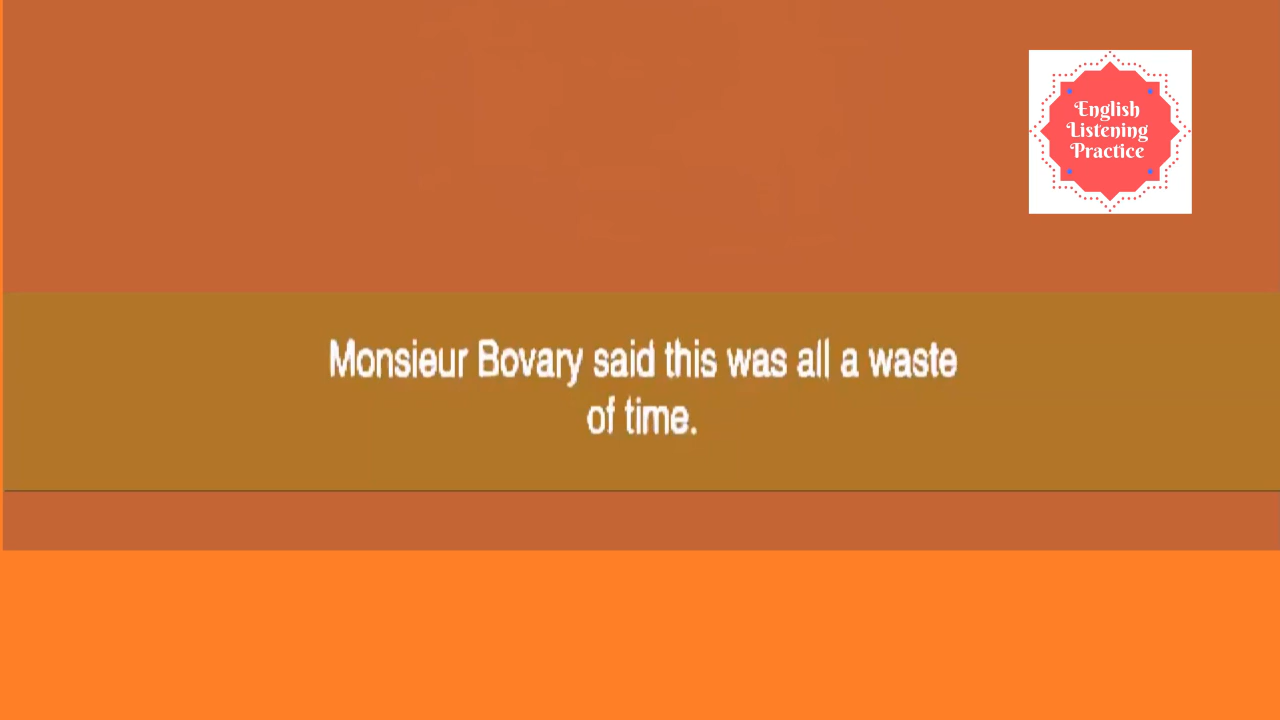 English
Listening
Practice
Monsieur Bovary said this was all a waste
of time.